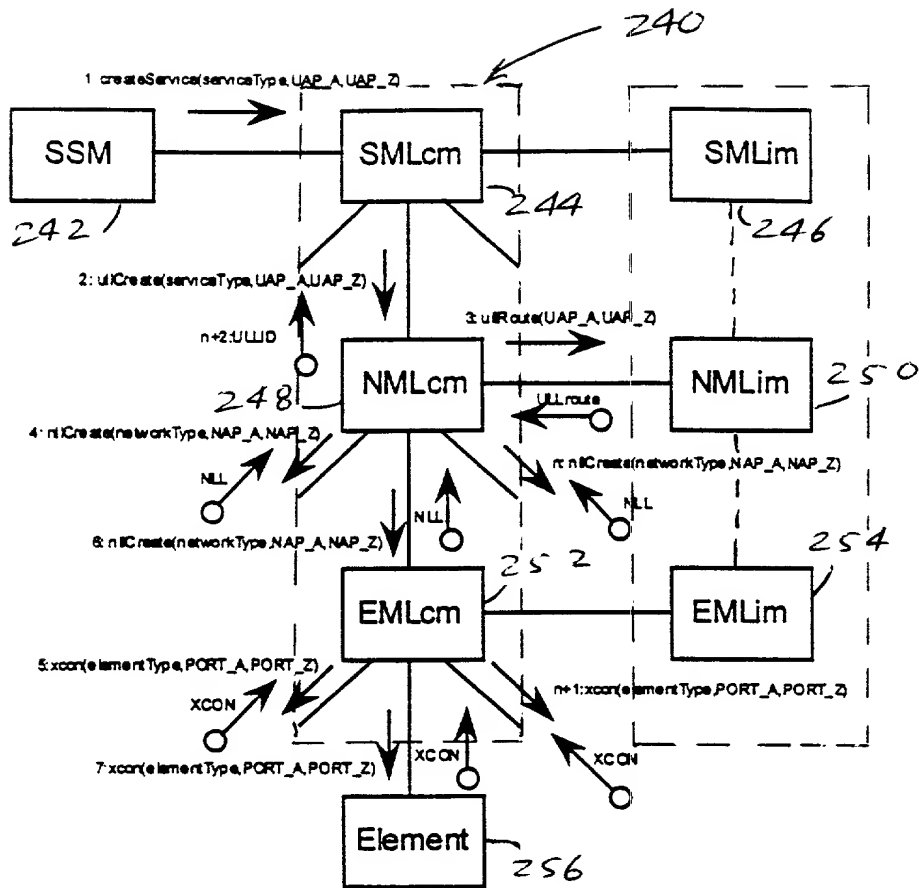 240
1: createService(serviceType,UAP_A,UAP_Z)
SSM
SMLcm
SMLim
242
244
246
2: ullCreate(serviceType,UAP_A,UAP_Z)
3: ullRoute(UAP_A,UAP_Z)
n+2:ULLID
NMLcm
NMLim
248
250
ULLroute
4: nllCreate(networkType,NAP_A,NAP_Z)
n: nllCreate(networkType,NAP_A,NAP_Z)
NLL
NLL
NLL
6: nllCreate(networkType,NAP_A,NAP_Z)
252
254
EMLcm
EMLim
5:xcon(elementType,PORT_A,PORT_Z)
n+1:xcon(elementType,PORT_A,PORT_Z)
XCON
XCON
XCON
7:xcon(elementType,PORT_A,PORT_Z)
Element
256